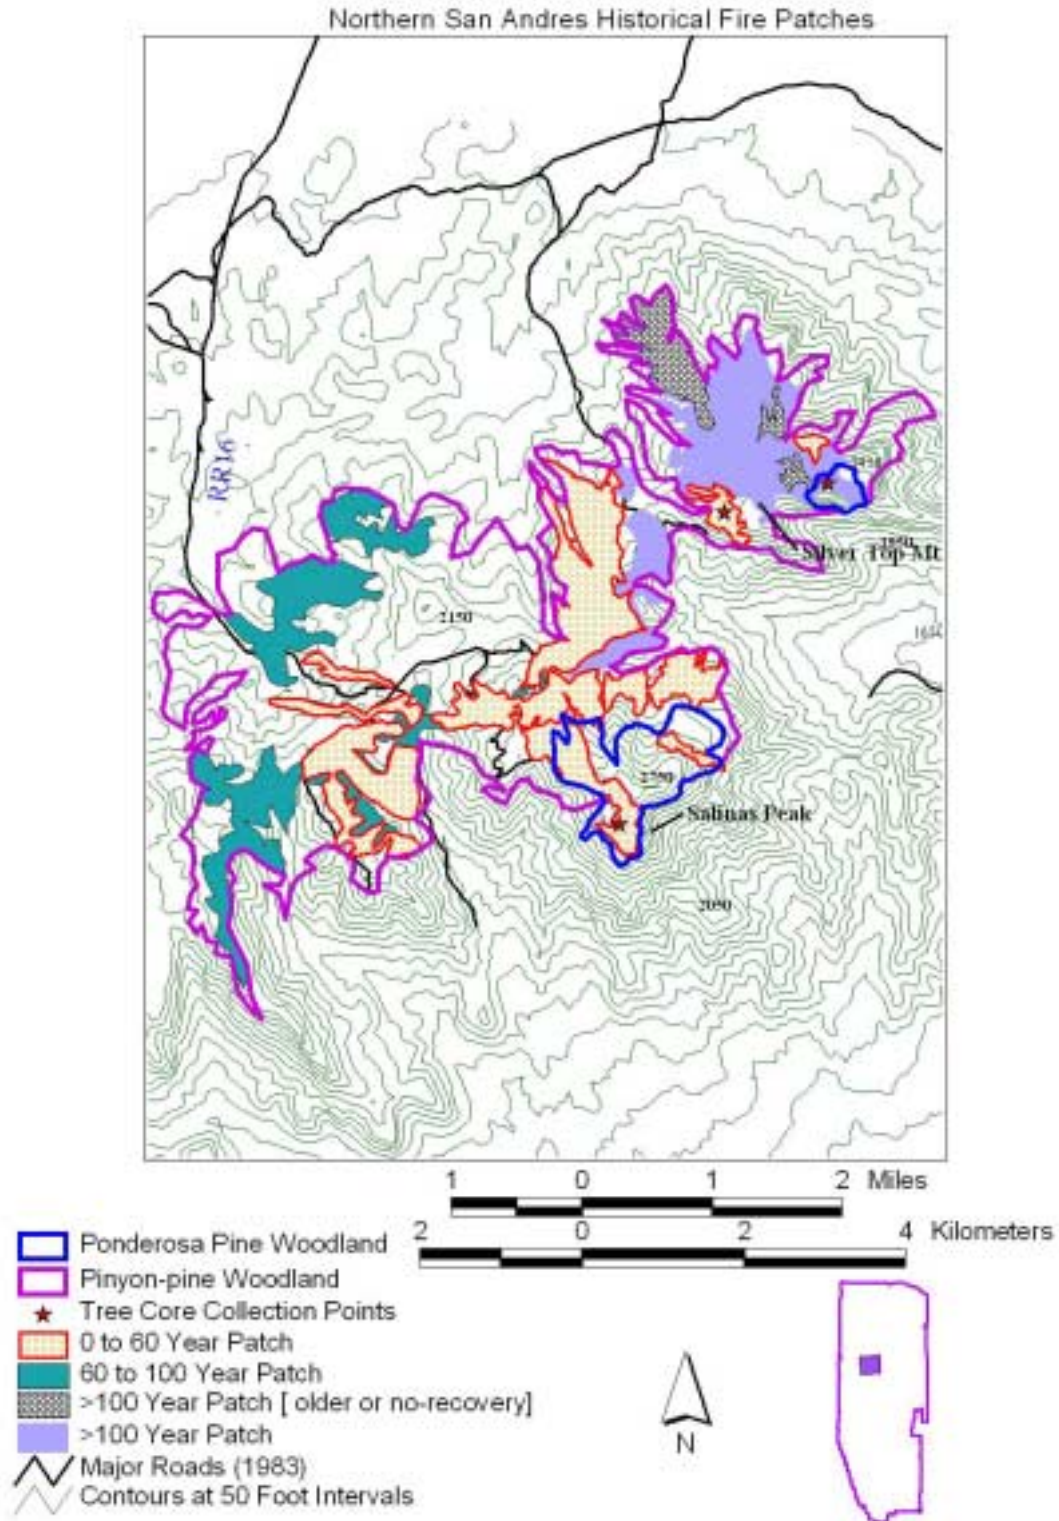 Northern San Andres Historical Fire Patches
RR16
Silver Top Mt
2150
2750
Salinas Peak
2090
1 0 1 2 Miles
2 0 2 4 Kilometers
Ponderosa Pine Woodland
Pinyon-pine Woodland
Tree Core Collection Points
0 to 60 Year Patch
60 to 100 Year Patch
>100 Year Patch [ older or no-recovery]
>100 Year Patch
Major Roads (1983)
Contours at 50 Foot Intervals
N